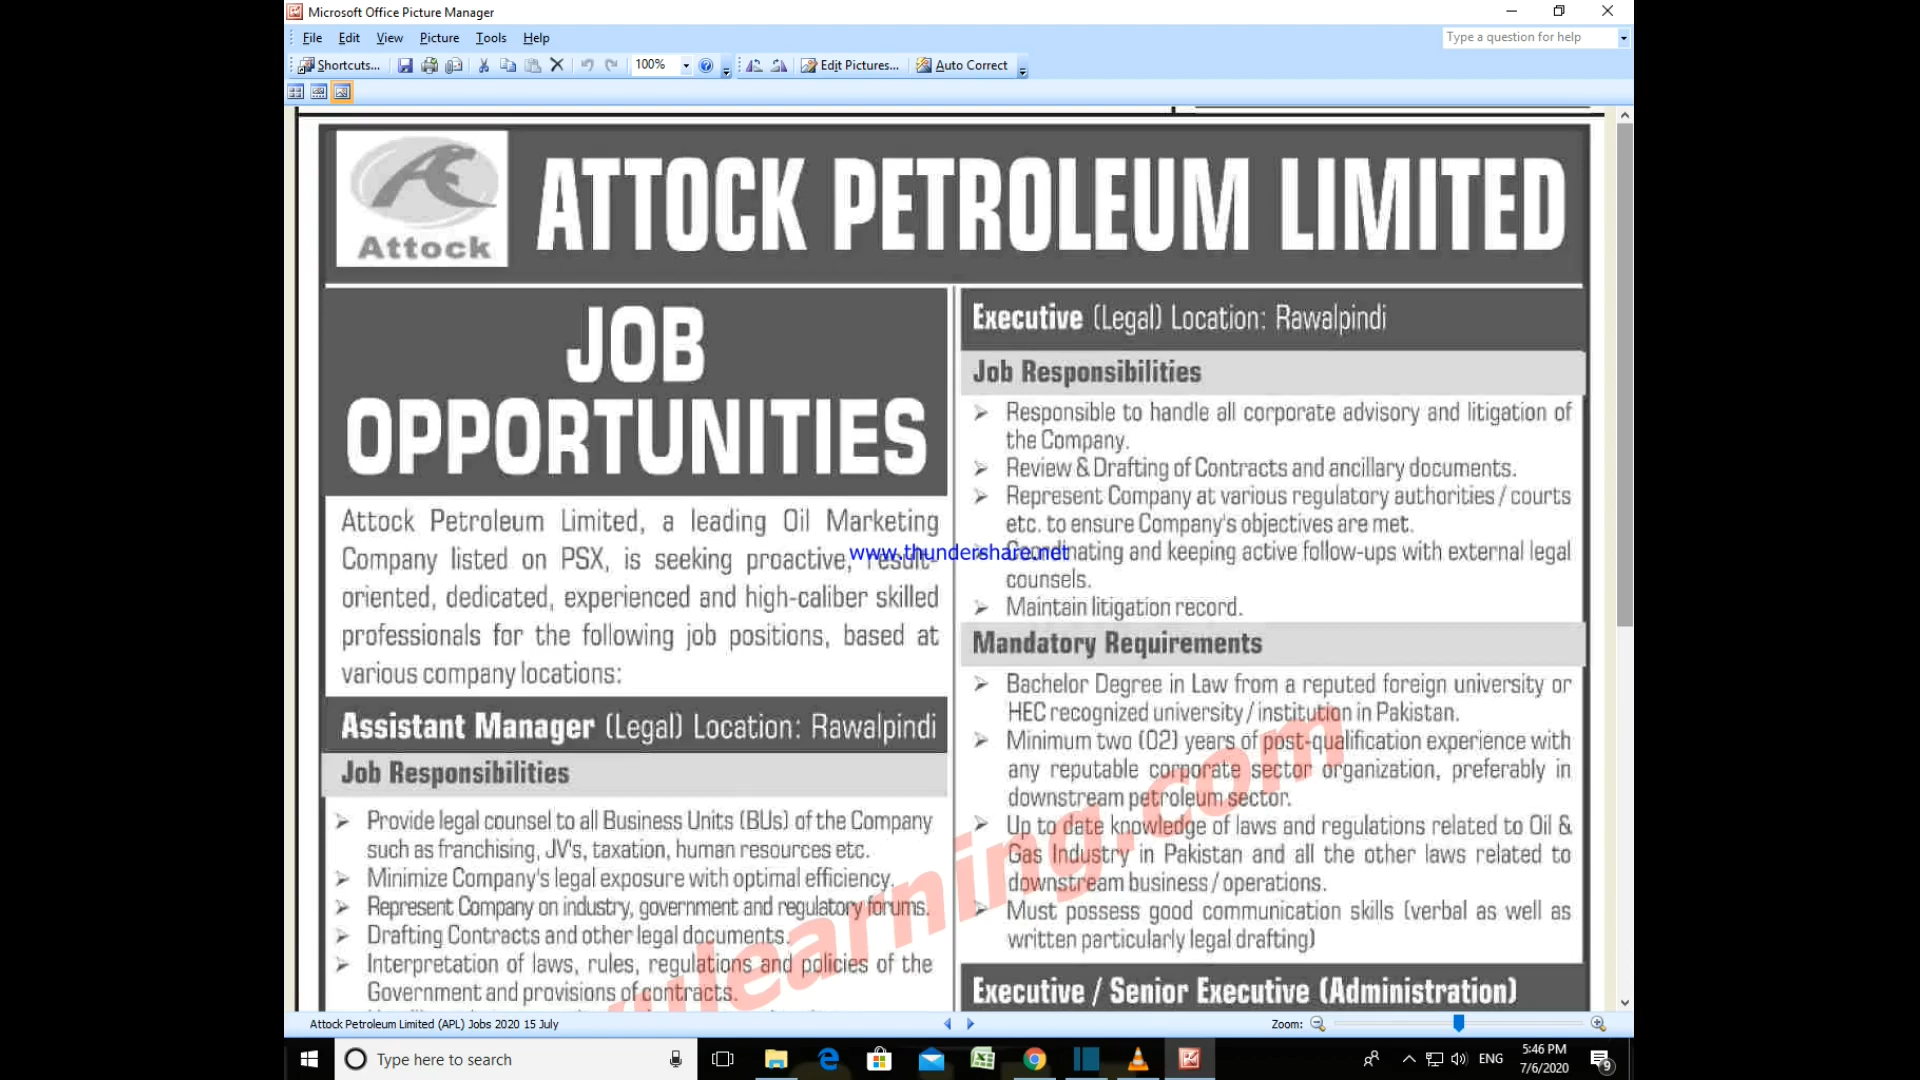 Microsoft Office Picture Manager
File Edit View Picture Tools Help
Type a question for help
Shortcuts... 100% Edit Pictures... Auto Correct
Attock
ATTOCK PETROLEUM LIMITED
JOB
OPPORTUNITIES
Attock Petroleum Limited, a leading Oil Marketing
Company listed on PSX, is seeking proactive, result-
oriented, dedicated, experienced and high-caliber skilled
professionals for the following job positions, based at
various company locations:
Assistant Manager (Legal) Location: Rawalpindi
Job Responsibilities
Provide legal counsel to all Business Units (BUs) of the Company
such as franchising, JV's, taxation, human resources etc.
Minimize Company's legal exposure with optimal efficiency.
Represent Company on industry, government and regulatory forums.
Drafting Contracts and other legal documents.
Interpretation of laws, rules, regulations and policies of the
Government and provisions of contracts.
Executive (Legal) Location: Rawalpindi
Job Responsibilities
Responsible to handle all corporate advisory and litigation of
the Company.
Review & Drafting of Contracts and ancillary documents.
Represent Company at various regulatory authorities / courts
etc. to ensure Company's objectives are met.
Coordinating and keeping active follow-ups with external legal
counsels.
Maintain litigation record.
Mandatory Requirements
Bachelor Degree in Law from a reputed foreign university or
HEC recognized university / institution in Pakistan.
Minimum two (02) years of post-qualification experience with
any reputable corporate sector organization, preferably in
downstream petroleum sector.
Up to date knowledge of laws and regulations related to Oil &
Gas Industry in Pakistan and all the other laws related to
downstream business / operations.
Must possess good communication skills (verbal as well as
written particularly legal drafting)
Executive / Senior Executive (Administration)
www.thundershare.net
ulearning.com
Attock Petroleum Limited (APL) Jobs 2020 15 July
Zoom:
Type here to search
ENG
5:46 PM
7/6/2020
9